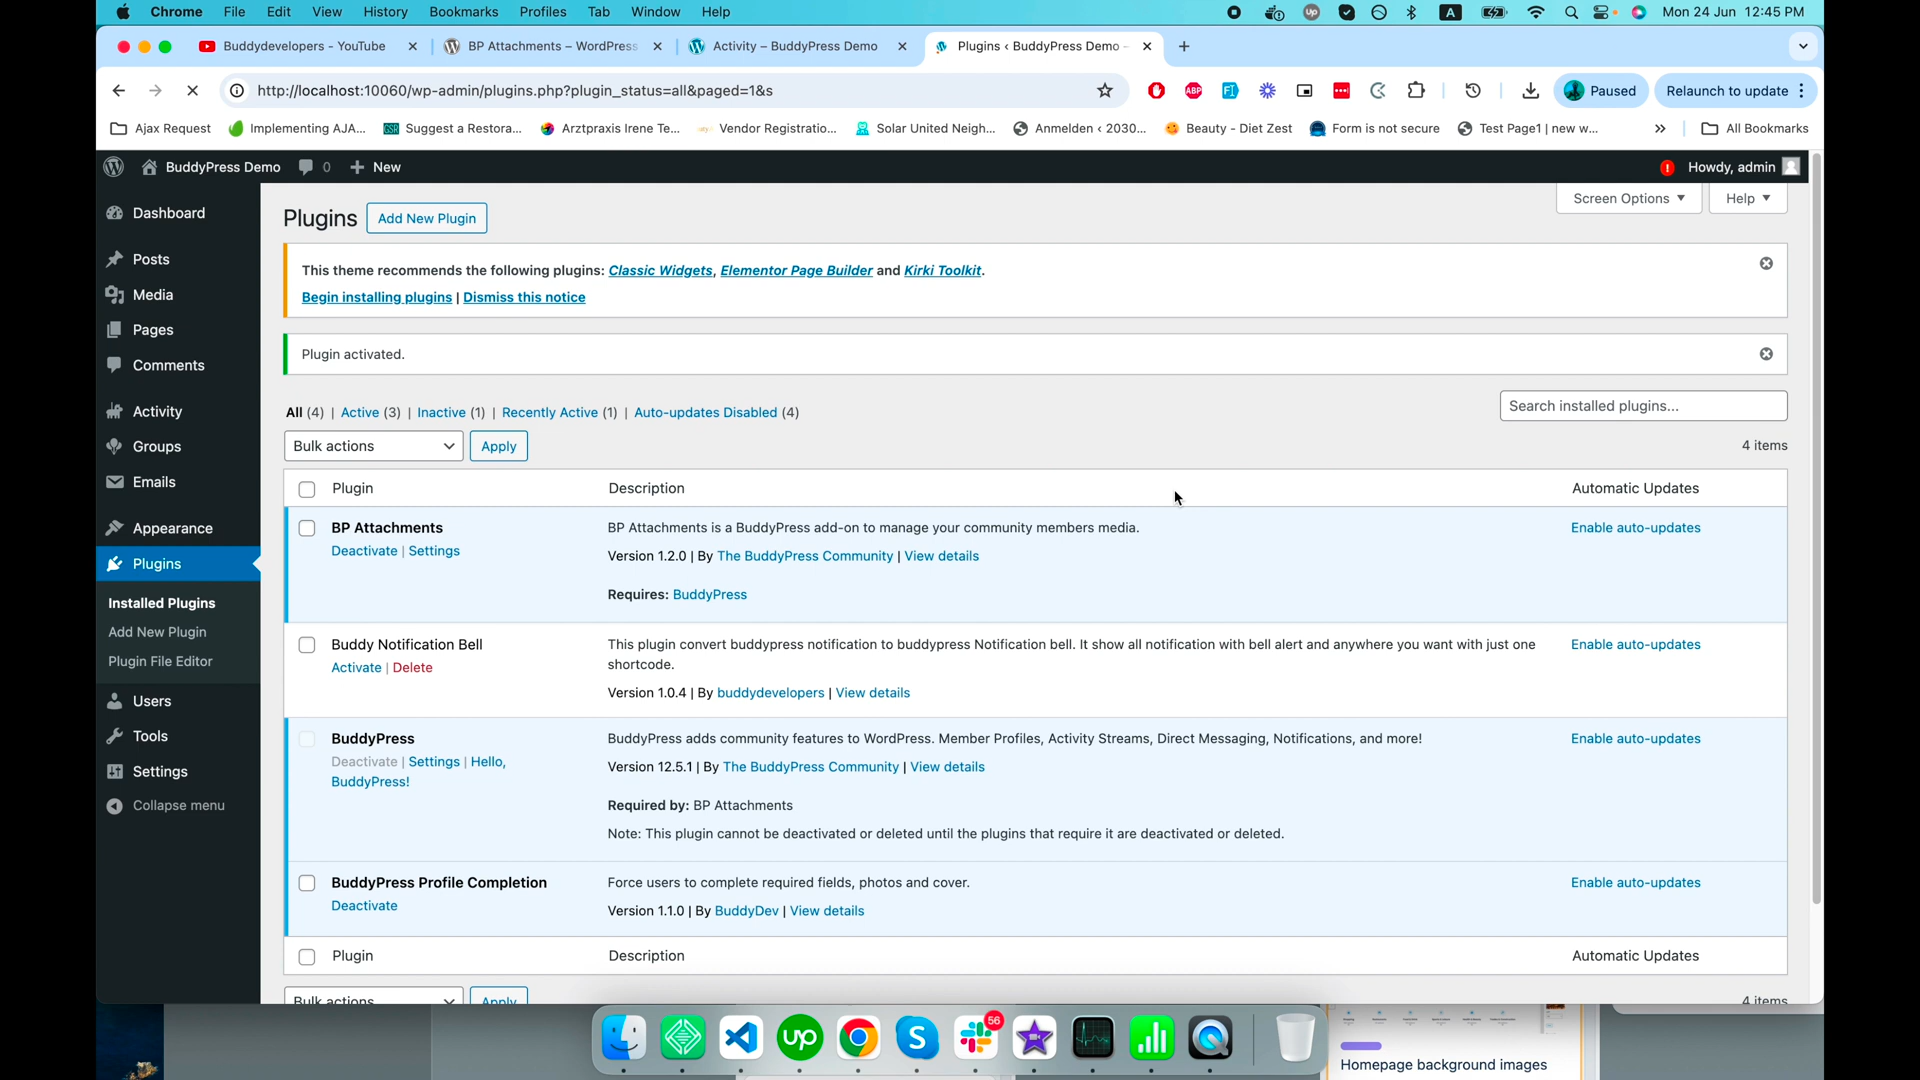 Chrome File Edit View History Bookmarks Profiles Tab Window Help
Up A Mon 24 Jun 12:45 PM
Buddydevelopers - YouTube BP Attachments – WordPress Activity – BuddyPress Demo Plugins ‹ BuddyPress Demo -
http://localhost:10060/wp-admin/plugins.php?plugin_status=all&paged=1&s ABP Paused Relaunch to update
Ajax Request Implementing AJA... GSR Suggest a Restora... Arztpraxis Irene Te... Vendor Registratio... Solar United Neigh... Anmelden ‹ 2030... Beauty - Diet Zest Form is not secure Test Page1 | new w... » All Bookmarks
BuddyPress Demo 0 New Howdy, admin
Screen Options Help
Dashboard
Posts
Media
Pages
Comments
Activity
Groups
Emails
Appearance
Plugins
Installed Plugins
Add New Plugin
Plugin File Editor
Users
Tools
Settings
Collapse menu
Plugins Add New Plugin
This theme recommends the following plugins: Classic Widgets, Elementor Page Builder and Kirki Toolkit.
Begin installing plugins | Dismiss this notice
Plugin activated.
All (4) | Active (3) | Inactive (1) | Recently Active (1) | Auto-updates Disabled (4)
Search installed plugins...
Bulk actions Apply 4 items
Plugin Description Automatic Updates
BP Attachments BP Attachments is a BuddyPress add-on to manage your community members media. Enable auto-updates
Deactivate | Settings
Version 1.2.0 | By The BuddyPress Community | View details
Requires: BuddyPress
Buddy Notification Bell This plugin convert buddypress notification to buddypress Notification bell. It show all notification with bell alert and anywhere you want with just one Enable auto-updates
Activate | Delete shortcode.
Version 1.0.4 | By buddydevelopers | View details
BuddyPress BuddyPress adds community features to WordPress. Member Profiles, Activity Streams, Direct Messaging, Notifications, and more! Enable auto-updates
Deactivate | Settings | Hello,
BuddyPress!
Version 12.5.1 | By The BuddyPress Community | View details
Required by: BP Attachments
Note: This plugin cannot be deactivated or deleted until the plugins that require it are deactivated or deleted.
BuddyPress Profile Completion Force users to complete required fields, photos and cover. Enable auto-updates
Deactivate
Version 1.1.0 | By BuddyDev | View details
Plugin Description Automatic Updates
Bulk actions Apply 4 items
up S 56
Homepage background images